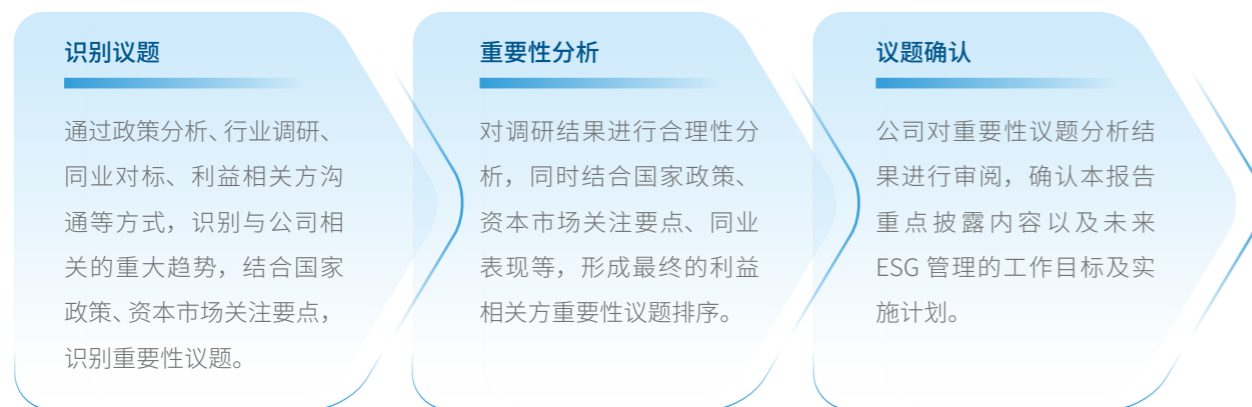 识别议题
通过政策分析、行业调研、
同业对标、利益相关方沟
通等方式，识别与公司相
关的重大趋势，结合国家
政策、资本市场关注要点，
识别重要性议题。
重要性分析
对调研结果进行合理性分
析，同时结合国家政策、
资本市场关注要点、同业
表现等，形成最终的利益
相关方重要性议题排序。
议题确认
公司对重要性议题分析结
果进行审阅，确认本报告
重点披露内容以及未来
ESG 管理的工作目标及实
施计划。